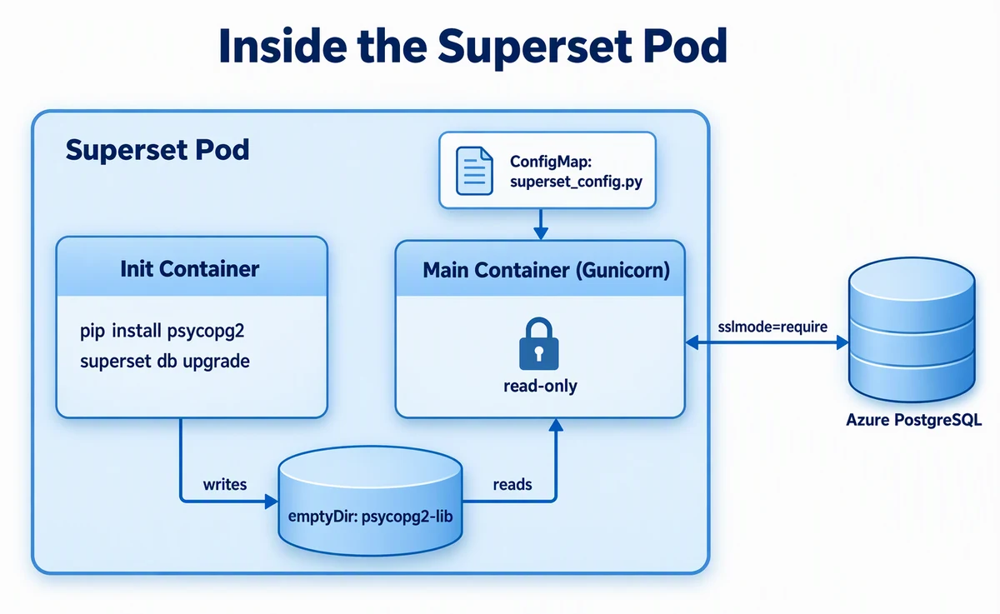 Inside the Superset Pod
Superset Pod
ConfigMap:
superset_config.py
Init Container
pip install psycopg2
superset db upgrade
Main Container (Gunicorn)
read-only
sslmode=require
Azure PostgreSQL
writes
emptyDir: psycopg2-lib
reads